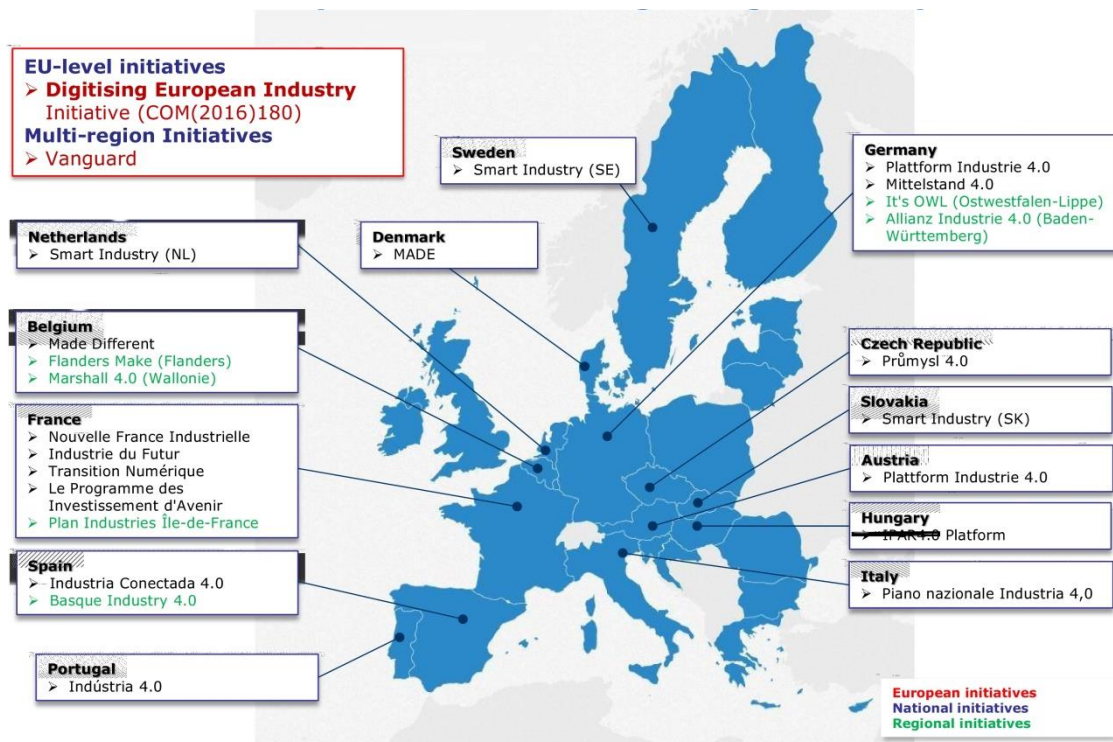 EU-level initiatives
➢ Digitising European Industry
Initiative (COM(2016)180)
Multi-region Initiatives
➢ Vanguard
Sweden
➢ Smart Industry (SE)
Germany
➢ Plattform Industrie 4.0
➢ Mittelstand 4.0
➢ It's OWL (Ostwestfalen-Lippe)
➢ Allianz Industrie 4.0 (Baden-
Württemberg)
Netherlands
➢ Smart Industry (NL)
Denmark
➢ MADE
Belgium
➢ Made Different
➢ Flanders Make (Flanders)
➢ Marshall 4.0 (Wallonie)
Czech Republic
➢ Průmysl 4.0
Slovakia
➢ Smart Industry (SK)
France
➢ Nouvelle France Industrielle
➢ Industrie du Futur
➢ Transition Numérique
➢ Le Programme des
Investissement d'Avenir
➢ Plan Industries Île-de-France
Austria
➢ Plattform Industrie 4.0
Hungary
➢ IPAR4.0 Platform
Spain
➢ Industria Conectada 4.0
➢ Basque Industry 4.0
Italy
➢ Piano nazionale Industria 4,0
Portugal
➢ Indústria 4.0
European initiatives
National initiatives
Regional initiatives